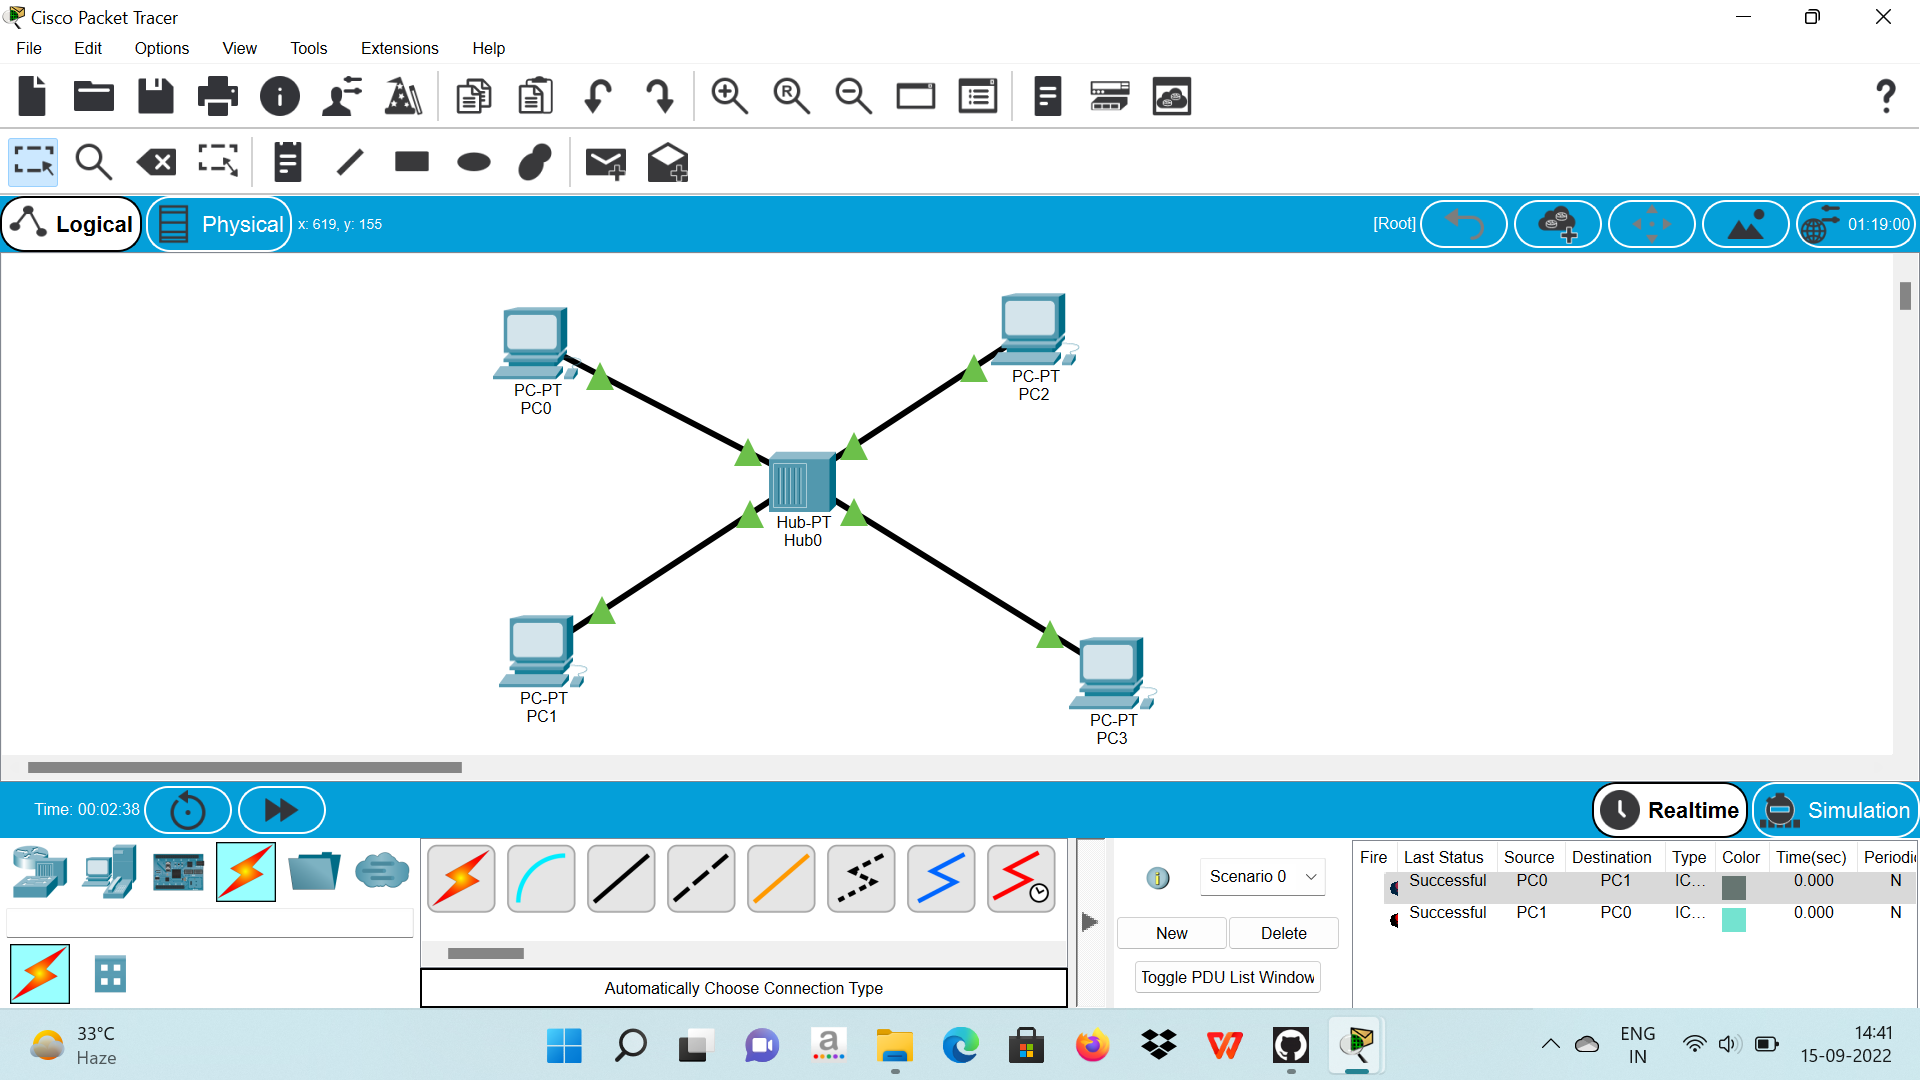 Cisco Packet Tracer
File Edit Options View Tools Extensions Help
Logical Physical x: 619, y: 155 [Root] 01:19:00
PC-PT
PC0
PC-PT
PC2
Hub-PT
Hub0
PC-PT
PC1
PC-PT
PC3
Time: 00:02:38 Realtime Simulation
Scenario 0
New Delete
Toggle PDU List Window
Automatically Choose Connection Type
Fire Last Status Source Destination Type Color Time(sec) Periodic
Successful PC0 PC1 IC... 0.000 N
Successful PC1 PC0 IC... 0.000 N
33°C
Haze
ENG
IN
14:41
15-09-2022